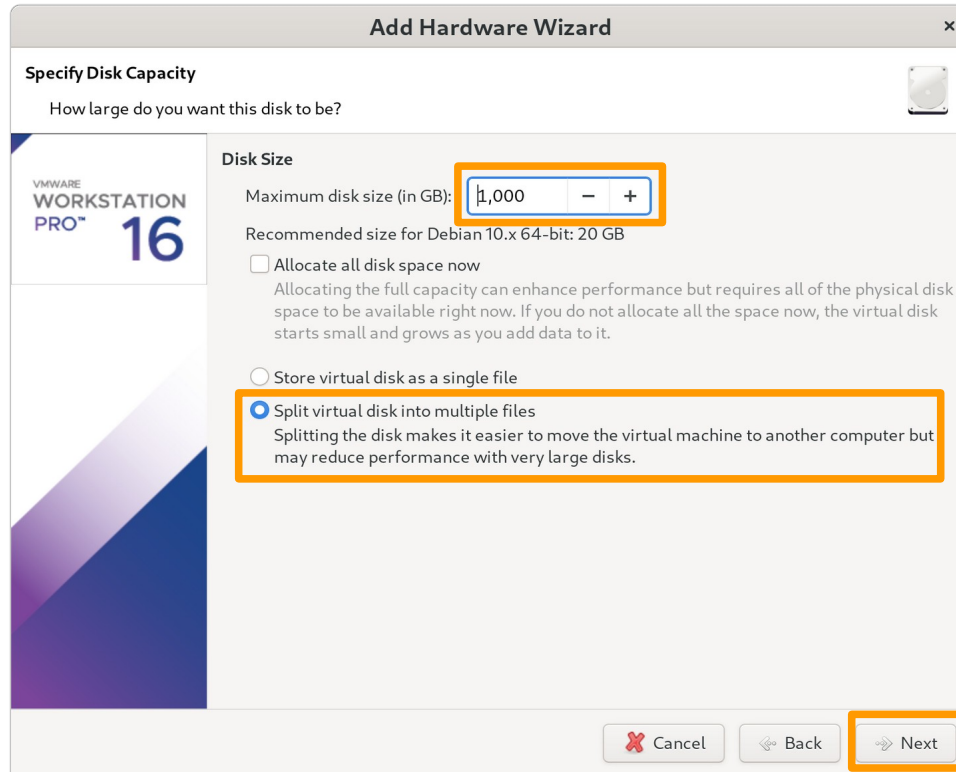 Add Hardware Wizard
×
Specify Disk Capacity
How large do you want this disk to be?
VMWARE
WORKSTATION
PRO™ 16
Disk Size
Maximum disk size (in GB): 1,000 − +
Recommended size for Debian 10.x 64-bit: 20 GB
Allocate all disk space now
Allocating the full capacity can enhance performance but requires all of the physical disk
space to be available right now. If you do not allocate all the space now, the virtual disk
starts small and grows as you add data to it.
Store virtual disk as a single file
Split virtual disk into multiple files
Splitting the disk makes it easier to move the virtual machine to another computer but
may reduce performance with very large disks.
Cancel Back Next